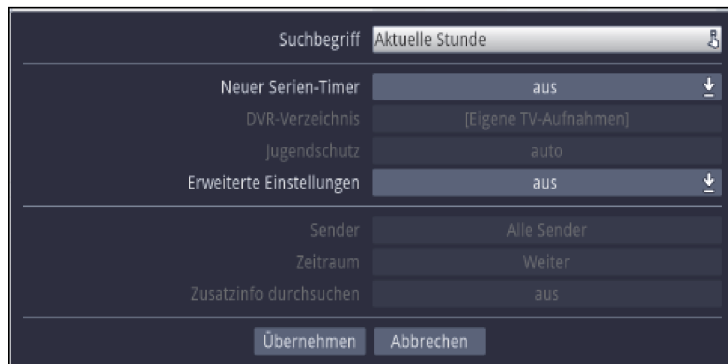 Suchbegriff Aktuelle Stunde
Neuer Serien-Timer aus
DVR-Verzeichnis [Eigene TV-Aufnahmen]
Jugendschutz auto
Erweiterte Einstellungen aus
Sender Alle Sender
Zeitraum Weiter
Zusatzinfo durchsuchen aus
Übernehmen Abbrechen